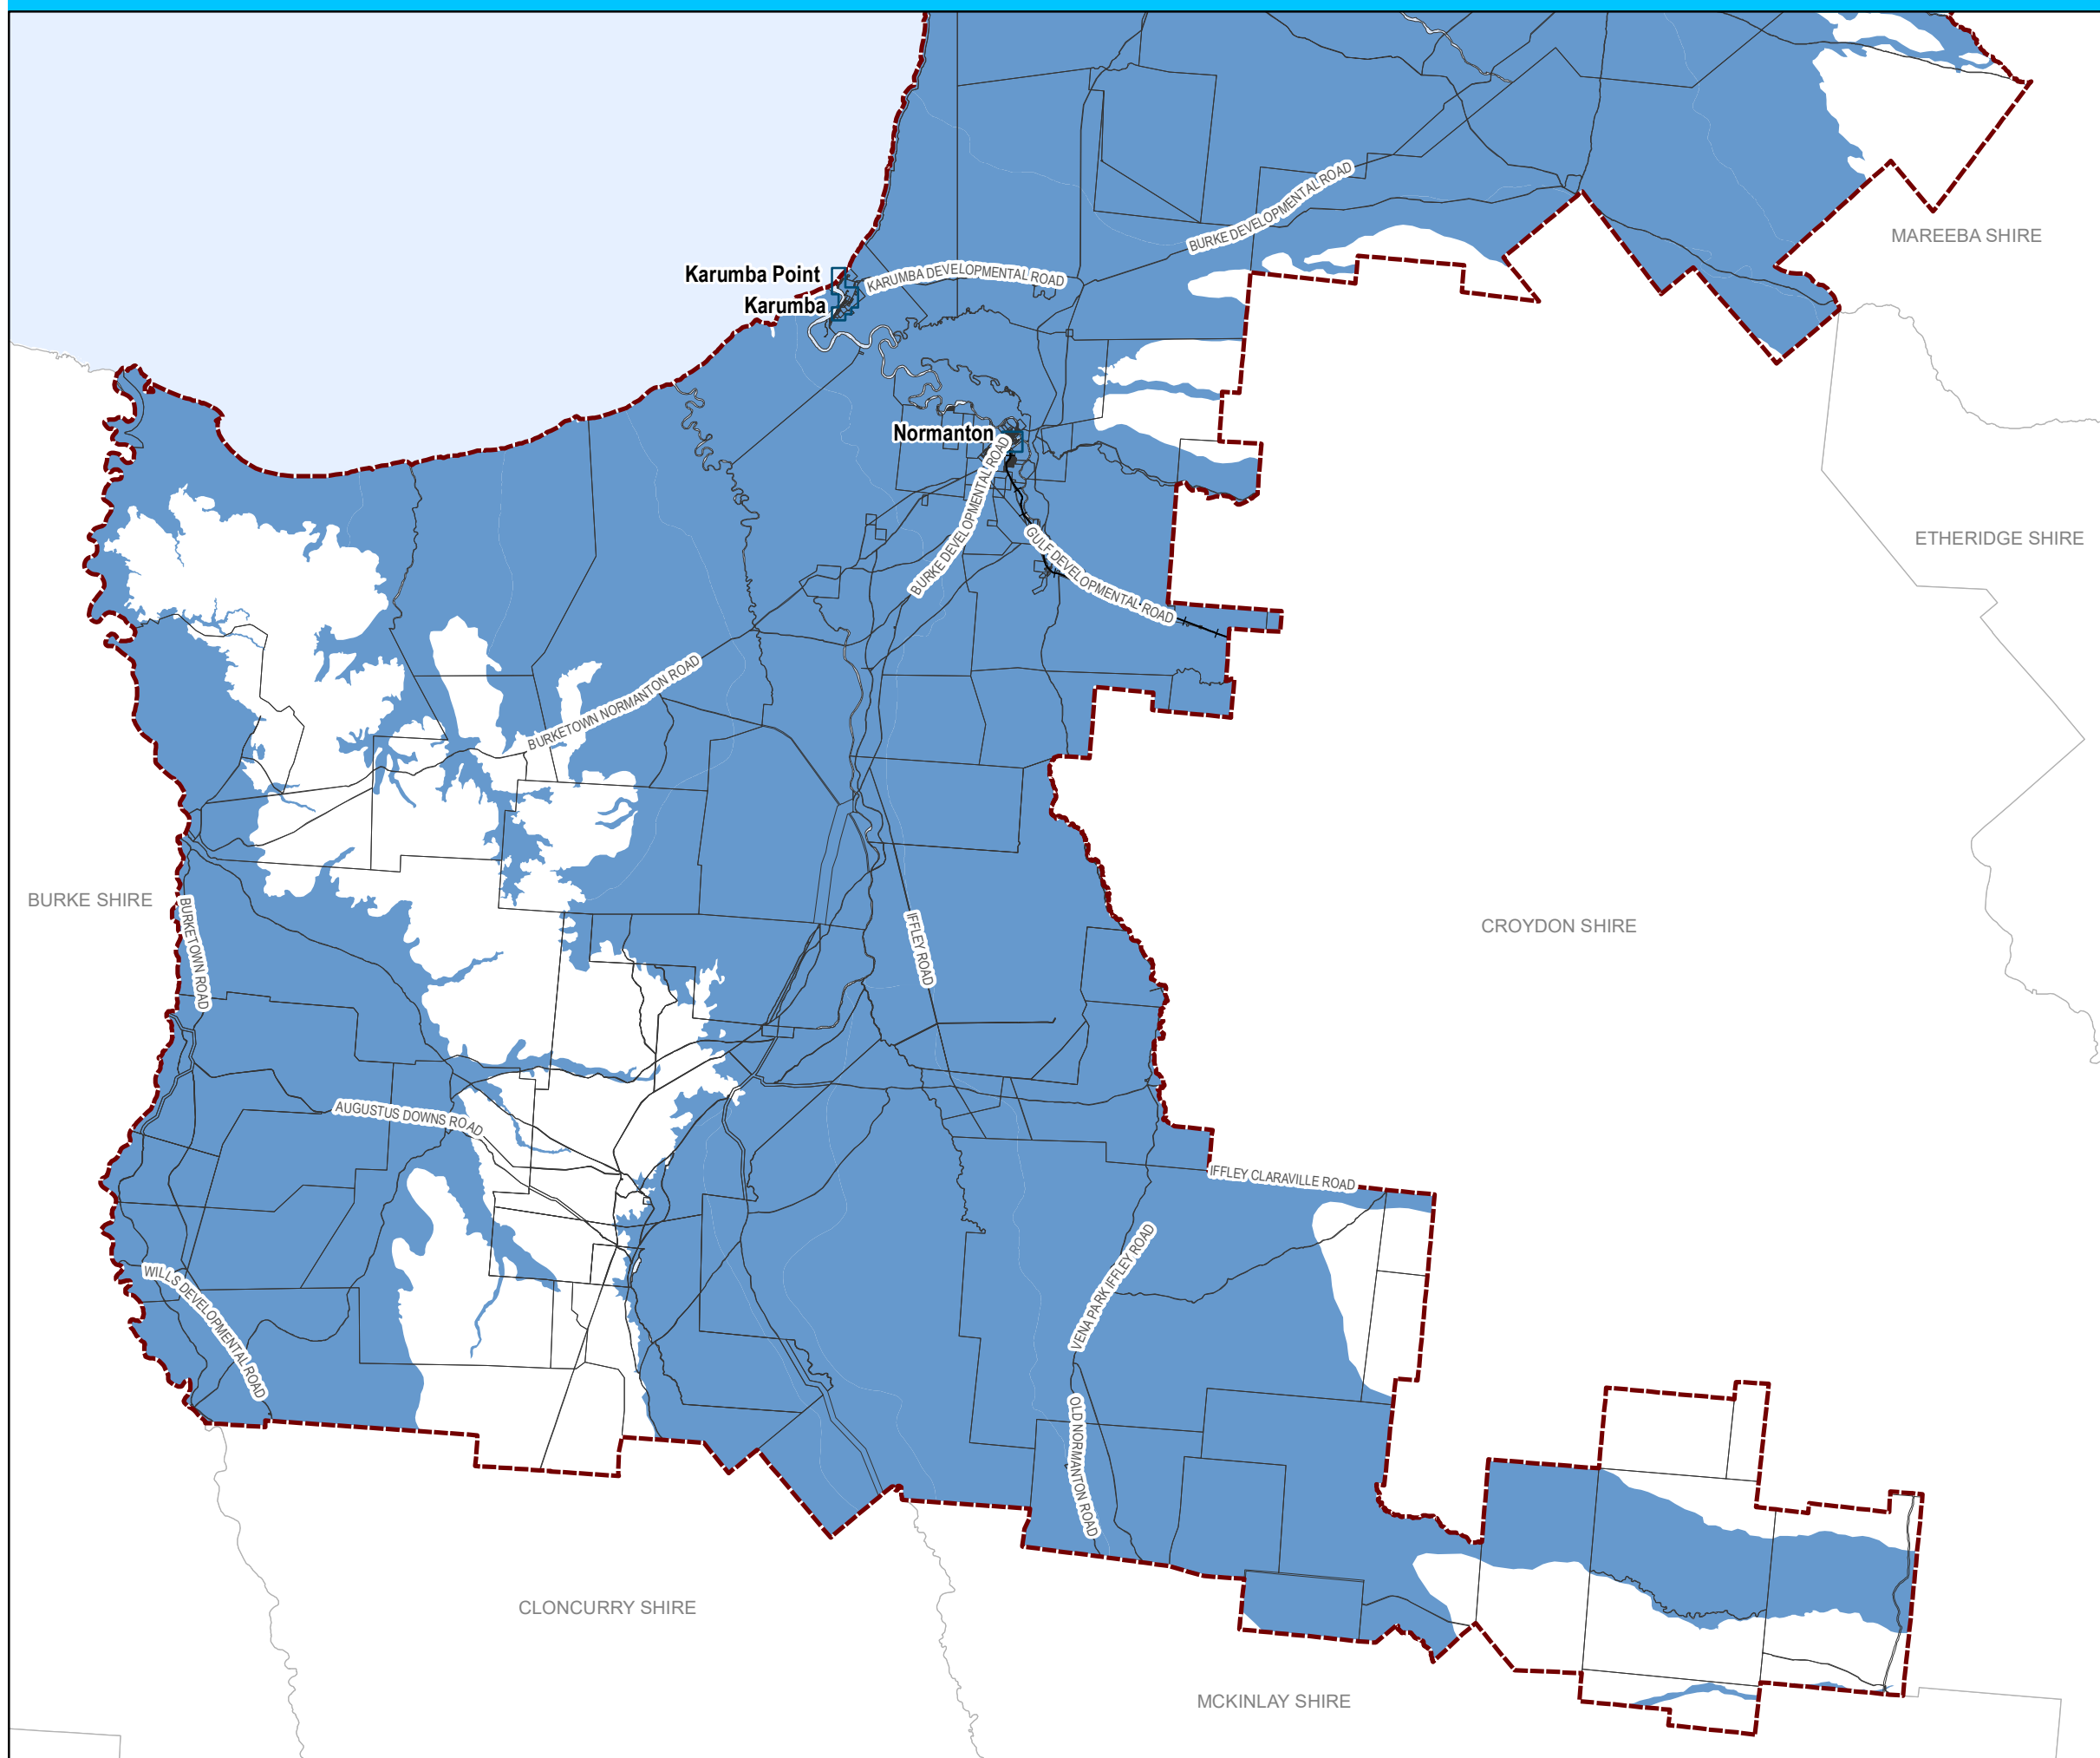 BURKE DEVELOPMENTAL ROAD
MAREEBA SHIRE
Karumba Point
KARUMBA DEVELOPMENTAL ROAD
Karumba
Normanton
BURKE DEVELOPMENTAL ROAD
GULF DEVELOPMENTAL ROAD
ETHERIDGE SHIRE
BURKETOWN NORMANTON ROAD
BURKE SHIRE
BURKETOWN ROAD
IFFLEY ROAD
CROYDON SHIRE
AUGUSTUS DOWNS ROAD
IFFLEY CLARAVILLE ROAD
VENA PARK IFFLEY ROAD
WILLS DEVELOPMENTAL ROAD
OLD NORMANTON ROAD
CLONCURRY SHIRE
MCKINLAY SHIRE